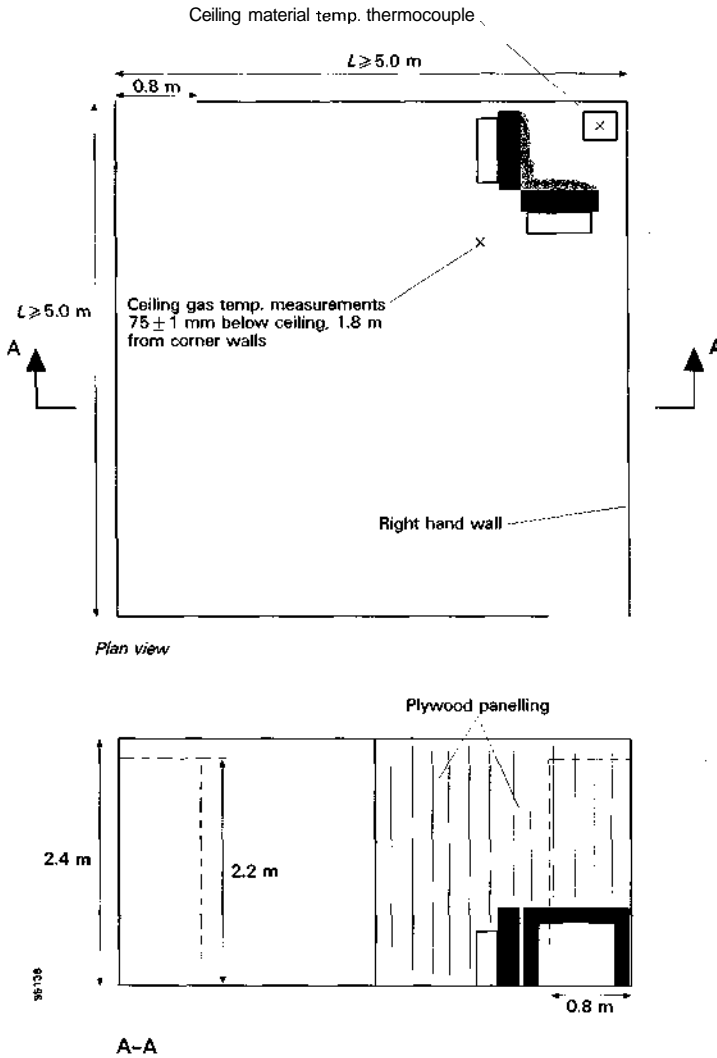 Ceiling material temp. thermocouple
L ⩾ 5.0 m
0.8 m
×
×
L ⩾ 5.0 m
Ceiling gas temp. measurements
75 ± 1 mm below ceiling, 1.8 m
from corner walls
A
A
Right hand wall
Plan view
Plywood panelling
2.4 m
2.2 m
0.8 m
A–A